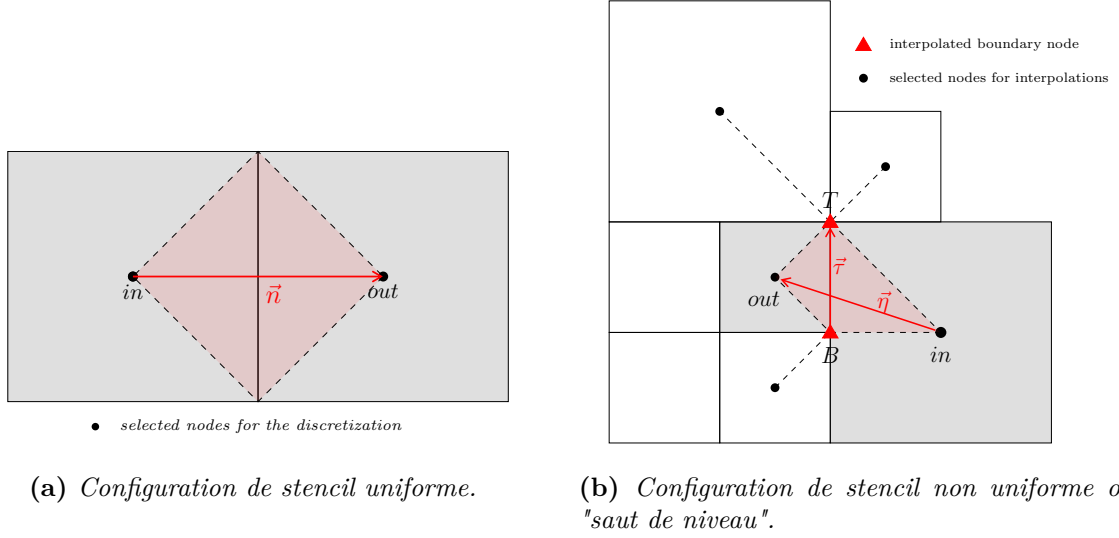 in
out
n⃗
selected nodes for the discretization
(a) Configuration de stencil uniforme.
interpolated boundary node
selected nodes for interpolations
T
τ⃗
out
η⃗
B
in
(b) Configuration de stencil non uniforme o
"saut de niveau".